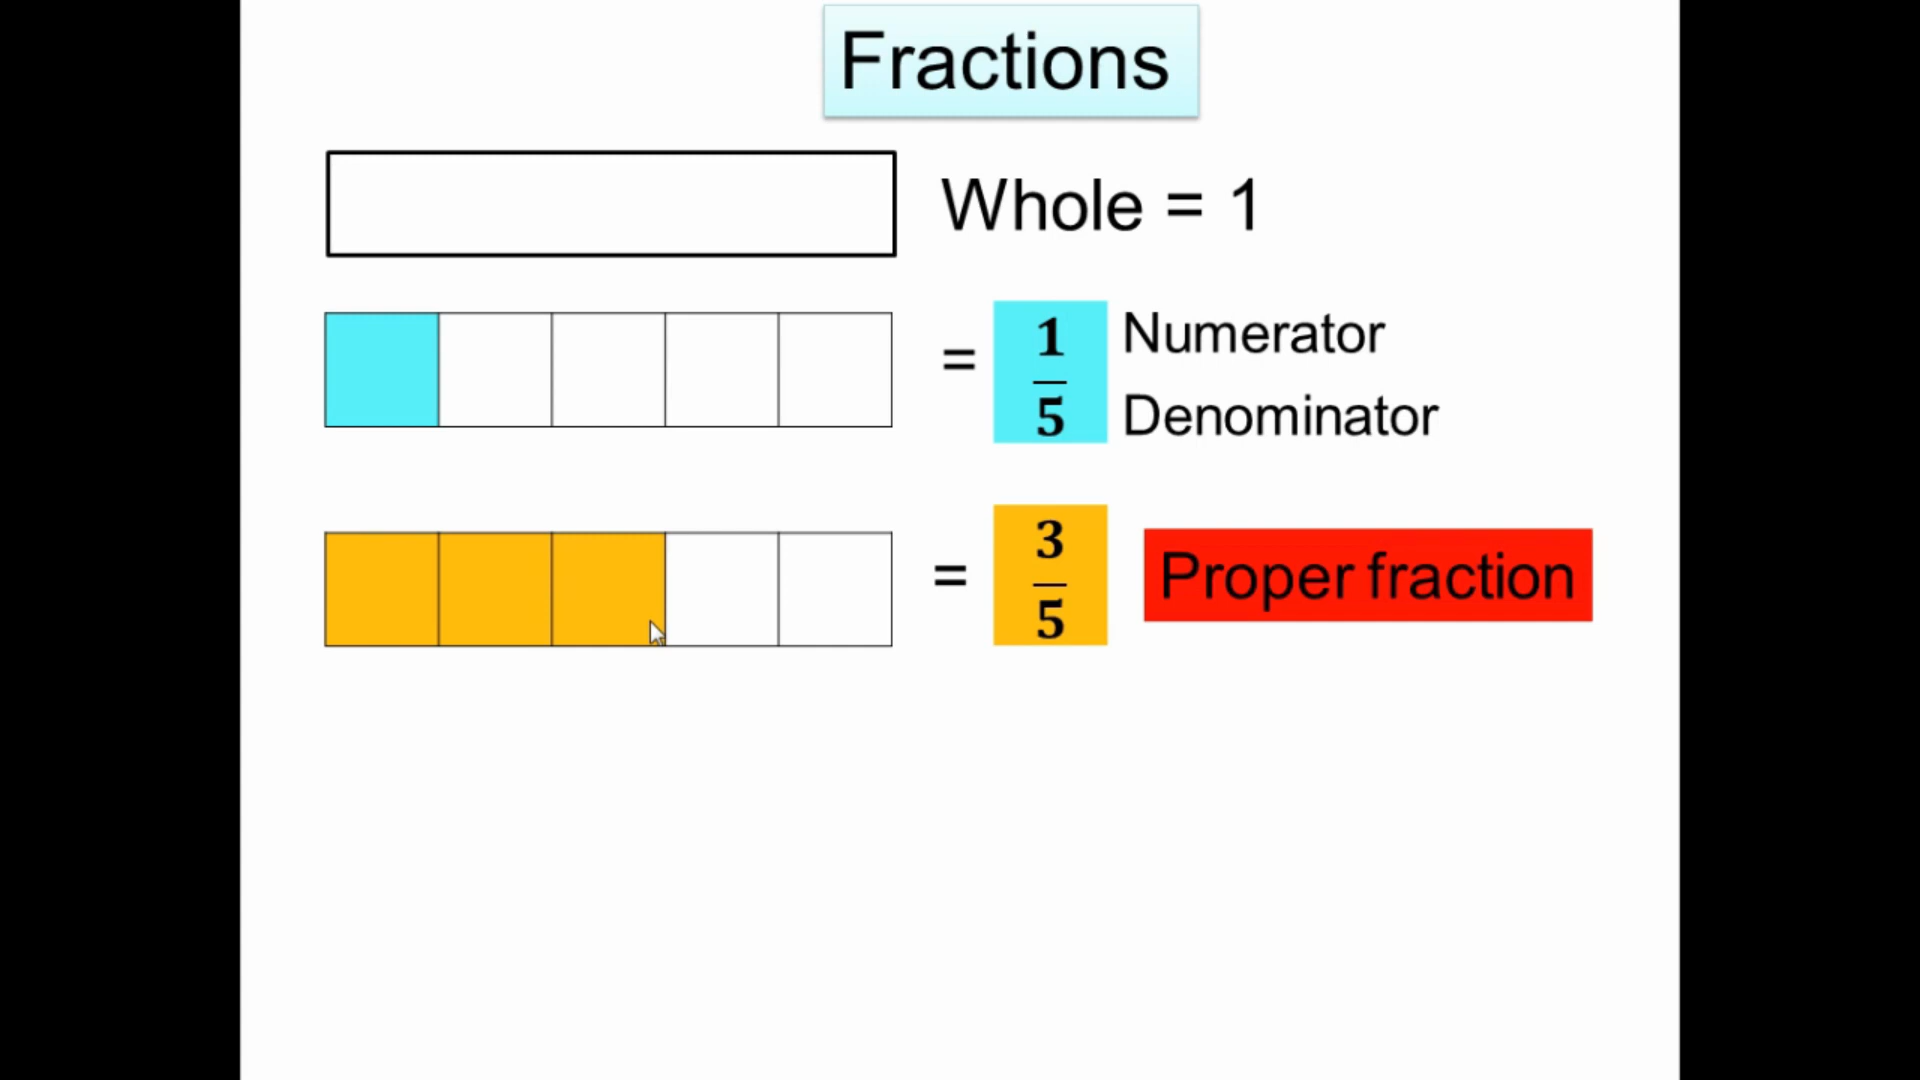 Fractions
Whole = 1
= 1/5 Numerator
Denominator
= 3/5 Proper fraction